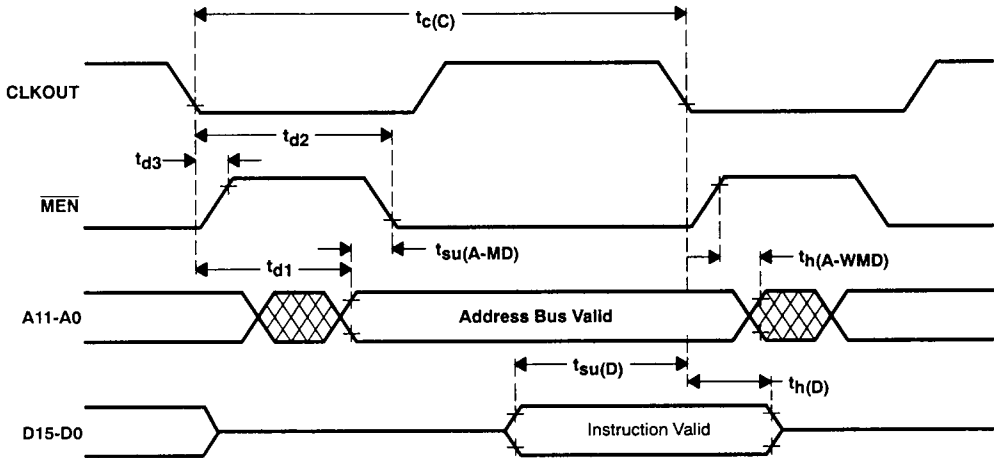 tc(C)
CLKOUT
td2
td3
MEN
tsu(A-MD)
th(A-WMD)
td1
A11-A0
Address Bus Valid
tsu(D)
th(D)
D15-D0
Instruction Valid